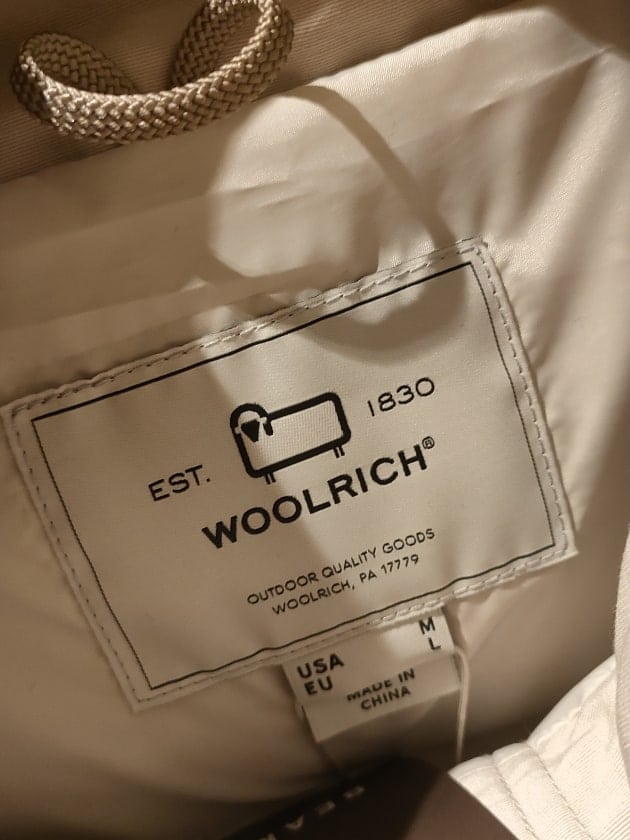 EST. 1830
WOOLRICH®
OUTDOOR QUALITY GOODS
WOOLRICH, PA 17779
USA M
EU L
MADE IN
CHINA